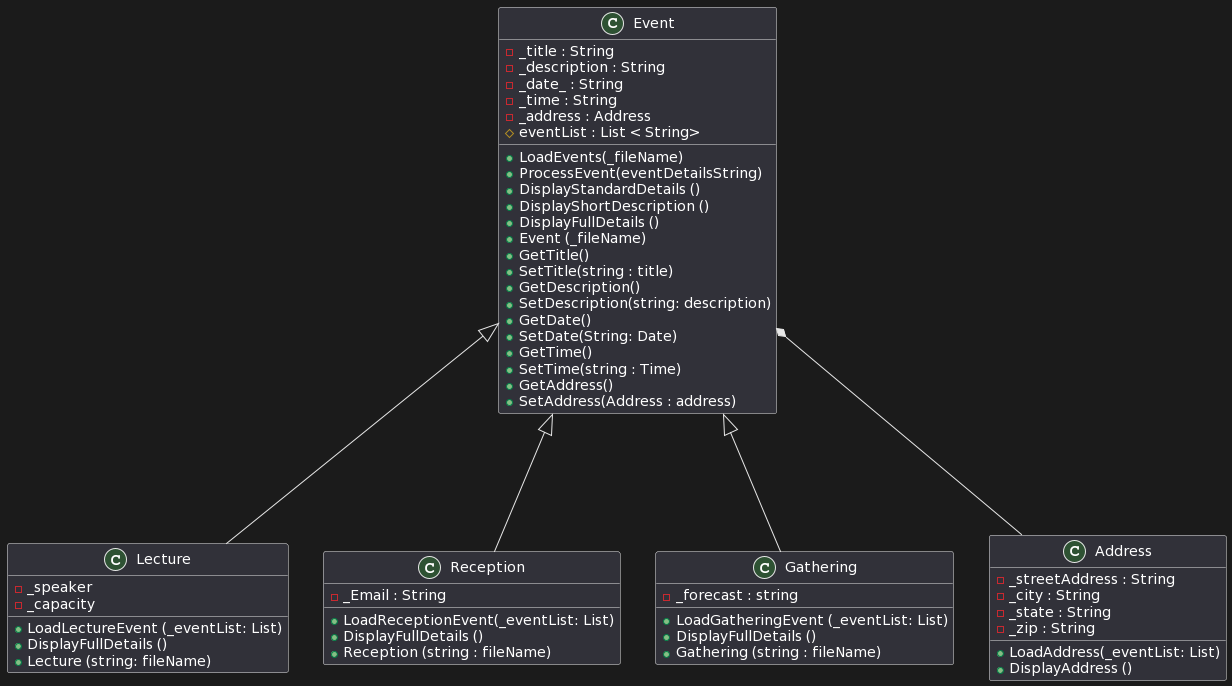 C Event
_title : String
_description : String
_date_ : String
_time : String
_address : Address
eventList : List < String>
LoadEvents(_fileName)
ProcessEvent(eventDetailsString)
DisplayStandardDetails ()
DisplayShortDescription ()
DisplayFullDetails ()
Event (_fileName)
GetTitle()
SetTitle(string : title)
GetDescription()
SetDescription(string: description)
GetDate()
SetDate(String: Date)
GetTime()
SetTime(string : Time)
GetAddress()
SetAddress(Address : address)
C Lecture
_speaker
_capacity
LoadLectureEvent (_eventList: List)
DisplayFullDetails ()
Lecture (string: fileName)
C Reception
_Email : String
LoadReceptionEvent(_eventList: List)
DisplayFullDetails ()
Reception (string : fileName)
C Gathering
_forecast : string
LoadGatheringEvent (_eventList: List)
DisplayFullDetails ()
Gathering (string : fileName)
C Address
_streetAddress : String
_city : String
_state : String
_zip : String
LoadAddress(_eventList: List)
DisplayAddress ()